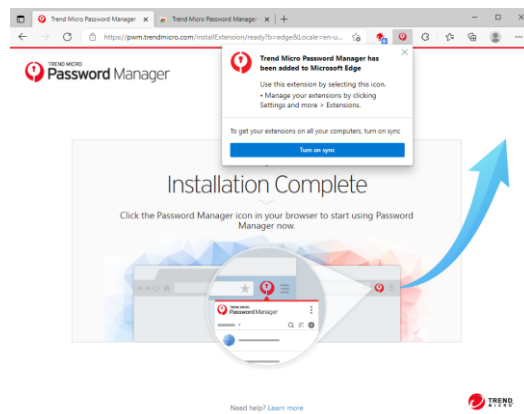 Trend Micro Password Manager
Trend Micro Password Manager
https://pwm.trendmicro.com/installExtension/ready?b=edge&Locale=en-u...
TREND MICRO
Password Manager
Trend Micro Password Manager has
been added to Microsoft Edge
Use this extension by selecting this icon.
• Manage your extensions by clicking
Settings and more > Extensions.
To get your extensions on all your computers, turn on sync
Turn on sync
Installation Complete
Click the Password Manager icon in your browser to start using Password
Manager now.
TREND MICRO
PasswordManager
Need help? Learn more
TREND
MICRO